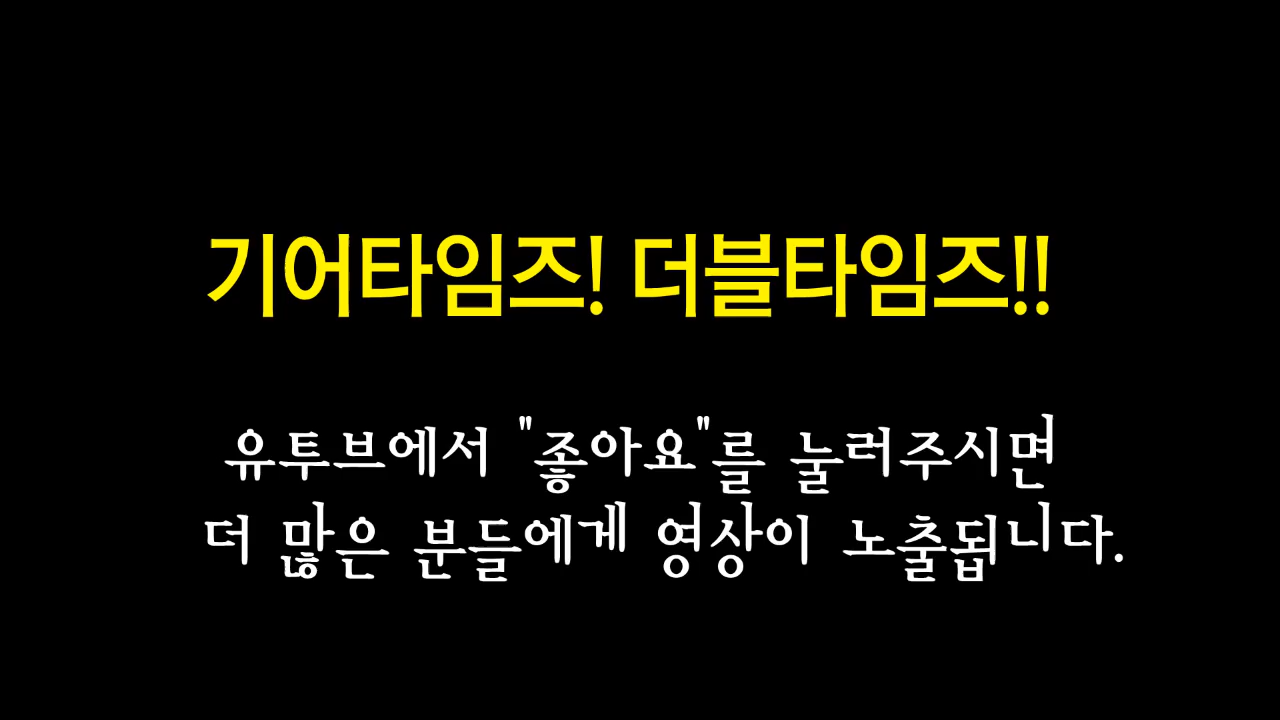 기어타임즈! 더블타임즈!!
유투브에서 "좋아요"를 눌러주시면
더 많은 분들에게 영상이 노출됩니다.